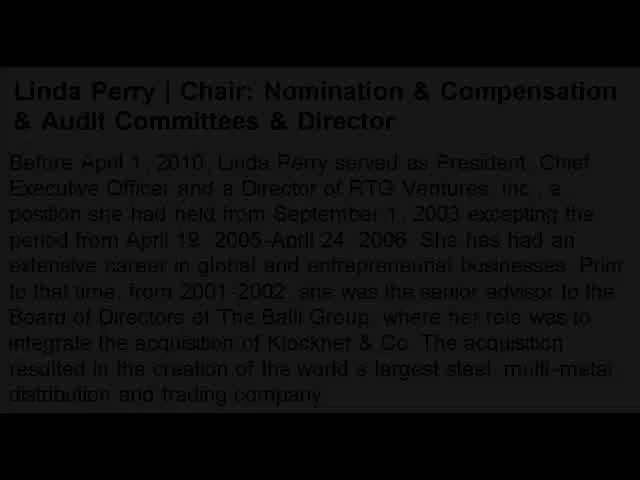 Linda Perry | Chair: Nomination & Compensation
& Audit Committees & Director
Before April 1, 2010, Linda Perry served as President, Chief
Executive Officer and a Director of RTG Ventures, Inc., a
position she had held from September 1, 2003 excepting the
period from April 19, 2005-April 24, 2006. She has had an
extensive career in global and entrepreneurial businesses. Prior
to that time, from 2001-2002, she was the senior advisor to the
Board of Directors of The Balli Group, where her role was to
integrate the acquisition of Klockner & Co. The acquisition
resulted in the creation of the world's largest steel, multi-metal
distribution and trading company.